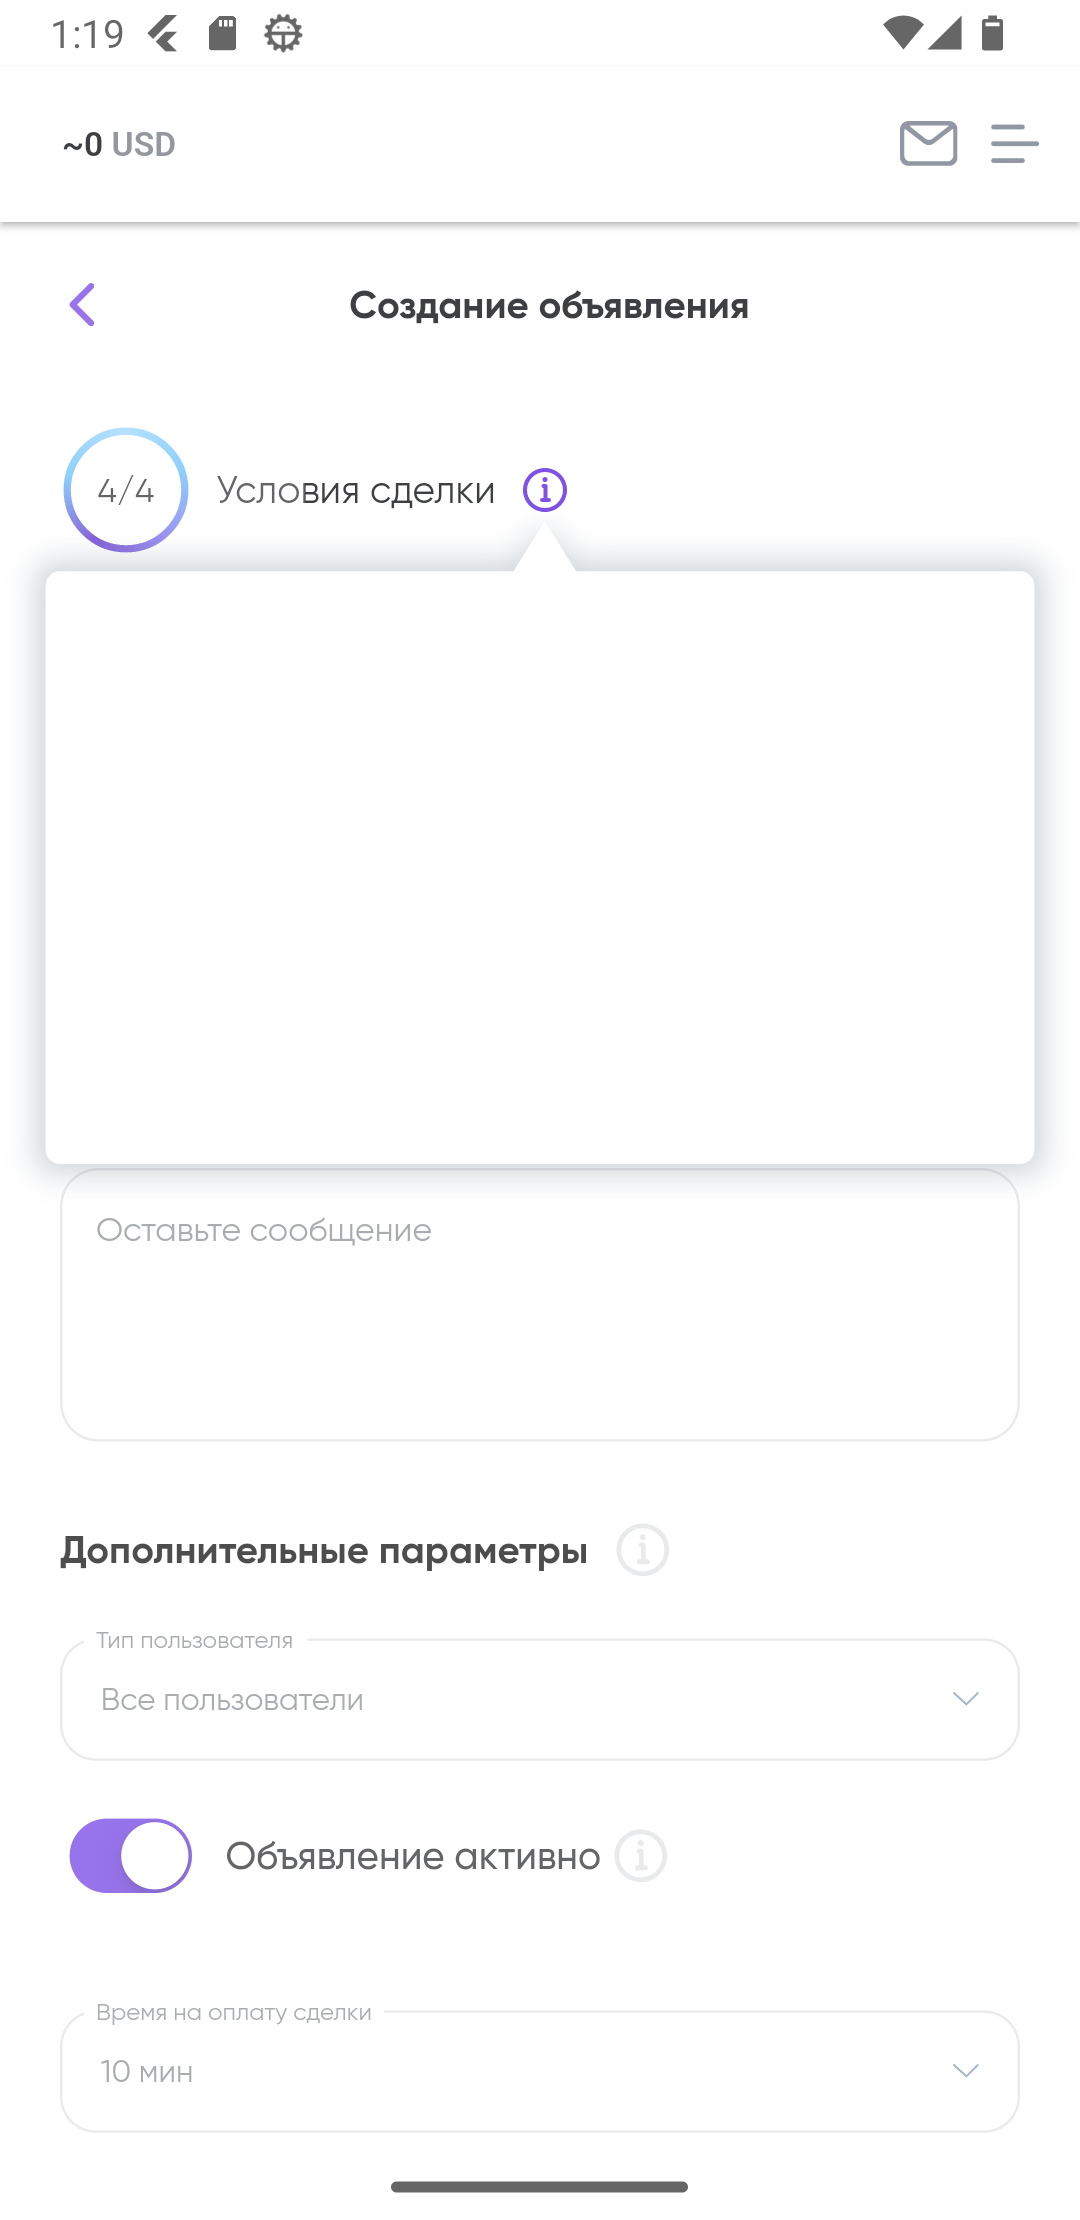 1:19
~0 USD
Создание объявления
4/4
Условия сделки
Оставьте сообщение
Дополнительные параметры
Тип пользователя
Все пользователи
Объявление активно
Время на оплату сделки
10 мин